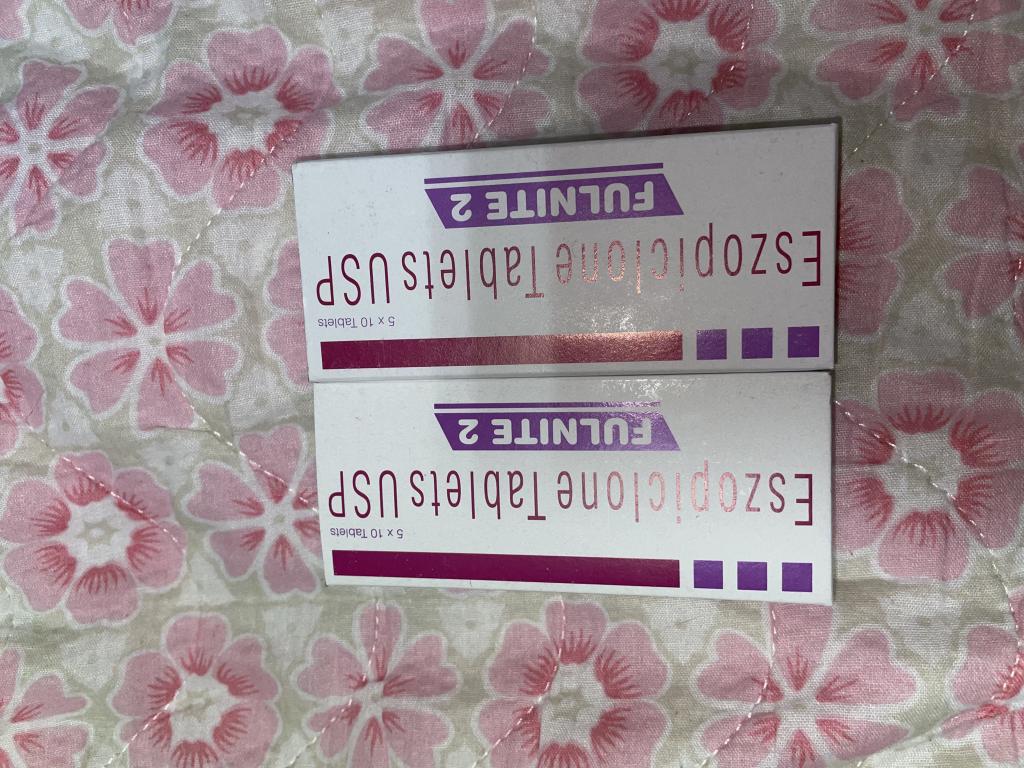 5 x 10 Tablets
Eszopiclone Tablets USP
FULNITE 2
5 x 10 Tablets
Eszopiclone Tablets USP
FULNITE 2